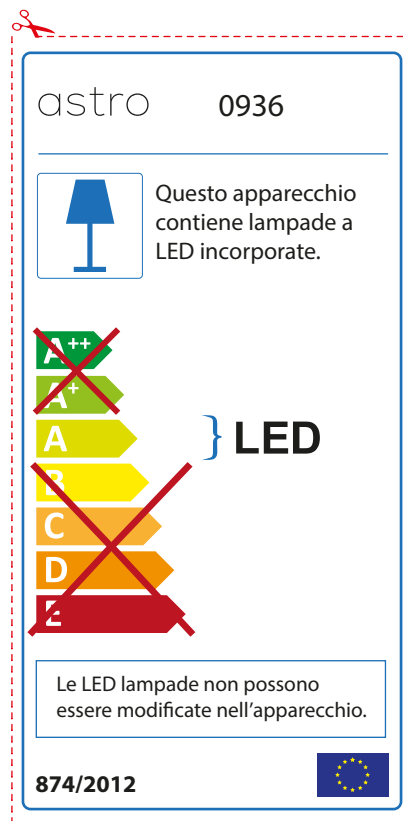 astro 0936
Questo apparecchio
contiene lampade a
LED incorporate.
A++
A+
A
LED
B
C
D
E
Le LED lampade non possono
essere modificate nell'apparecchio.
874/2012